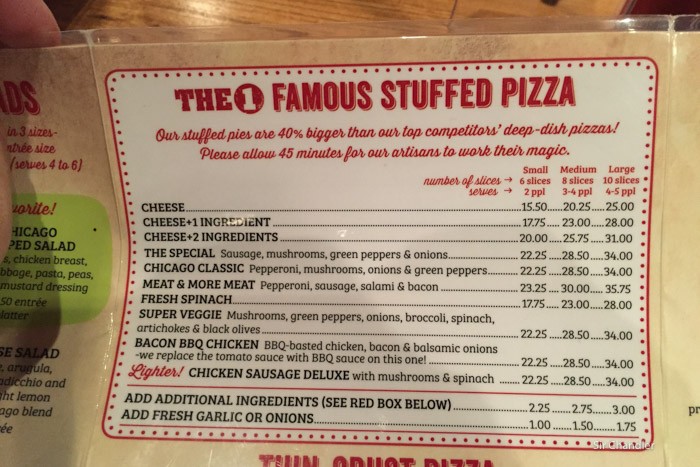 THE 1 FAMOUS STUFFED PIZZA
Our stuffed pies are 40% bigger than our top competitors' deep-dish pizzas!
Please allow 45 minutes for our artisans to work their magic.
Small Medium Large
number of slices → 6 slices 8 slices 10 slices
serves → 2 ppl 3-4 ppl 4-5 ppl
CHEESE 15.50 20.25 25.00
CHEESE+1 INGREDIENT 17.75 23.00 28.00
CHEESE+2 INGREDIENTS 20.00 25.75 31.00
THE SPECIAL Sausage, mushrooms, green peppers & onions 22.25 28.50 34.00
CHICAGO CLASSIC Pepperoni, mushrooms, onions & green peppers 22.25 28.50 34.00
MEAT & MORE MEAT Pepperoni, sausage, salami & bacon 23.25 30.00 35.75
FRESH SPINACH 17.75 23.00 28.00
SUPER VEGGIE Mushrooms, green peppers, onions, broccoli, spinach,
artichokes & black olives 22.25 28.50 34.00
BACON BBQ CHICKEN BBQ-basted chicken, bacon & balsamic onions
-we replace the tomato sauce with BBQ sauce on this one! 22.25 28.50 34.00
Lighter! CHICKEN SAUSAGE DELUXE with mushrooms & spinach 22.25 28.50 34.00
ADD ADDITIONAL INGREDIENTS (SEE RED BOX BELOW) 2.25 2.75 3.00
ADD FRESH GARLIC OR ONIONS 1.00 1.50 1.75
THIN CRUST PIZZA
in 3 sizes-
entrée size
(serves 4 to 6)
CHICAGO
SALAD
chicken breast,
pasta, peas,
mustard dressing
50 entrée
SALAD
arugula,
and
lemon
blend
Sir Chandler